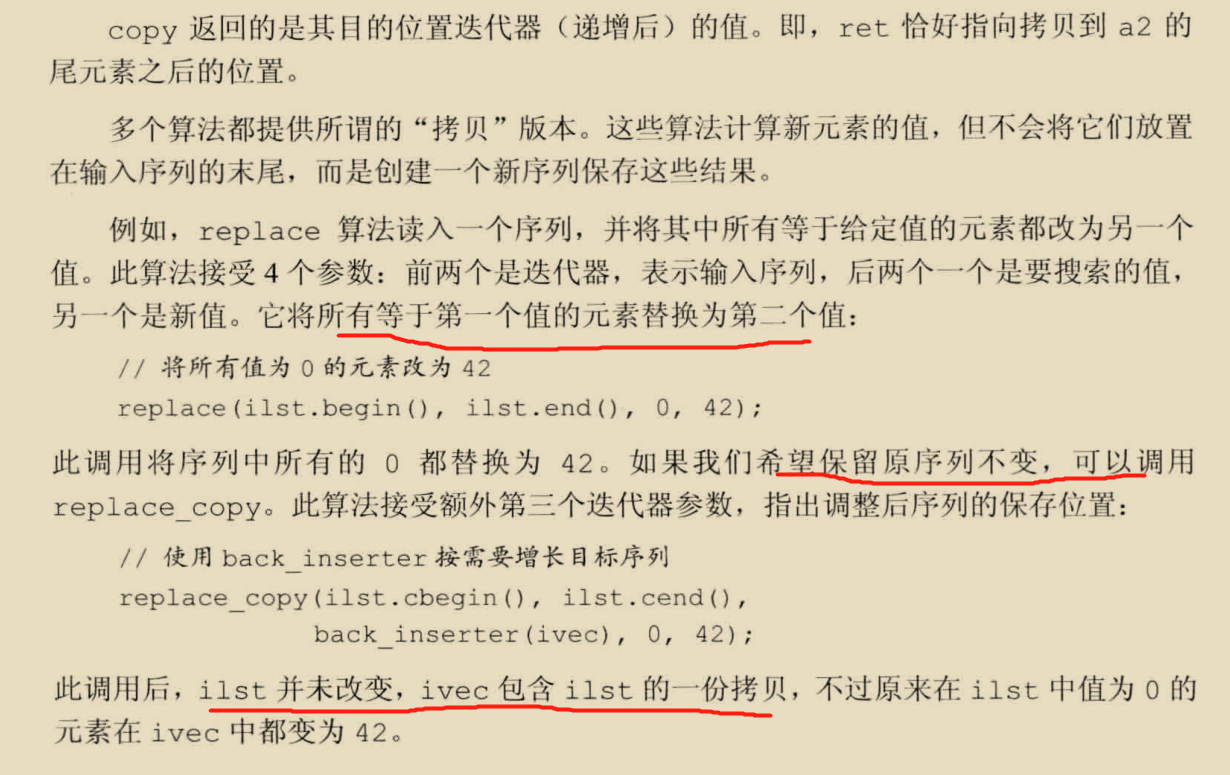 copy 返回的是其目的位置迭代器（递增后）的值。即，ret 恰好指向拷贝到 a2 的
尾元素之后的位置。
多个算法都提供所谓的“拷贝”版本。这些算法计算新元素的值，但不会将它们放置
在输入序列的末尾，而是创建一个新序列保存这些结果。
例如，replace 算法读入一个序列，并将其中所有等于给定值的元素都改为另一个
值。此算法接受 4 个参数：前两个是迭代器，表示输入序列，后两个一个是要搜索的值，
另一个是新值。它将所有等于第一个值的元素替换为第二个值：
// 将所有值为 0 的元素改为 42
replace(ilst.begin(), ilst.end(), 0, 42);
此调用将序列中所有的 0 都替换为 42。如果我们希望保留原序列不变，可以调用
replace_copy。此算法接受额外第三个迭代器参数，指出调整后序列的保存位置：
// 使用 back_inserter 按需要增长目标序列
replace_copy(ilst.cbegin(), ilst.cend(),
back_inserter(ivec), 0, 42);
此调用后，ilst 并未改变，ivec 包含 ilst 的一份拷贝，不过原来在 ilst 中值为 0 的
元素在 ivec 中都变为 42。